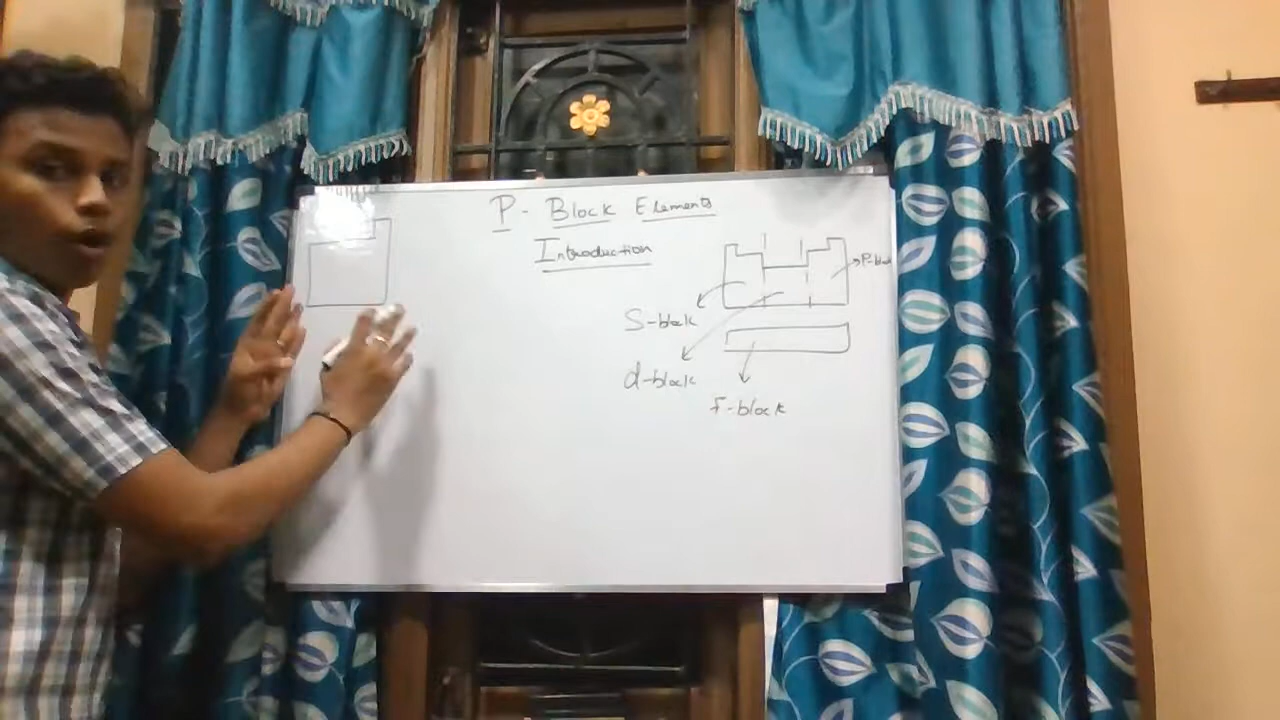 P - Block Elements
Introduction
P-block
S-block
d-block
f-block